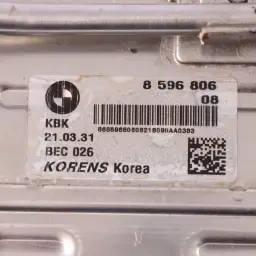 8 596 806
08
KBK
21.03.31
BEC 026
KORENS Korea